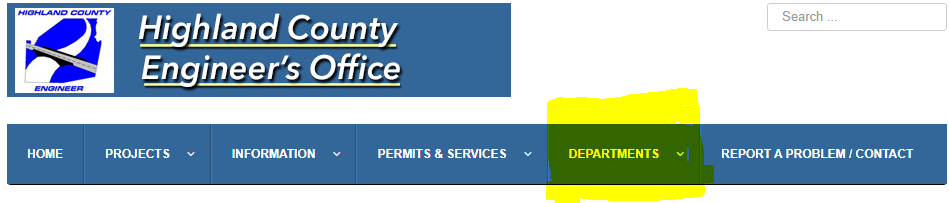 HIGHLAND COUNTY
ENGINEER
Highland County
Engineer's Office
Search ...
HOME
PROJECTS
INFORMATION
PERMITS & SERVICES
DEPARTMENTS
REPORT A PROBLEM / CONTACT